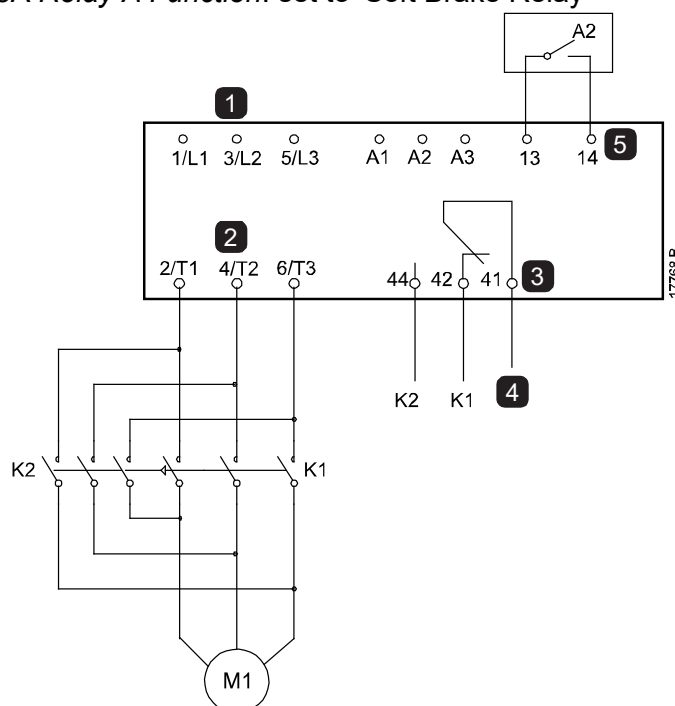 Relay A Function: set to 'Soft Brake Relay'
A2
1
1/L1 3/L2 5/L3 A1 A2 A3 13 14 5
2
2/T1 4/T2 6/T3
44 42 41 3
17768.B
K2 K1 4
K2 K1
M1